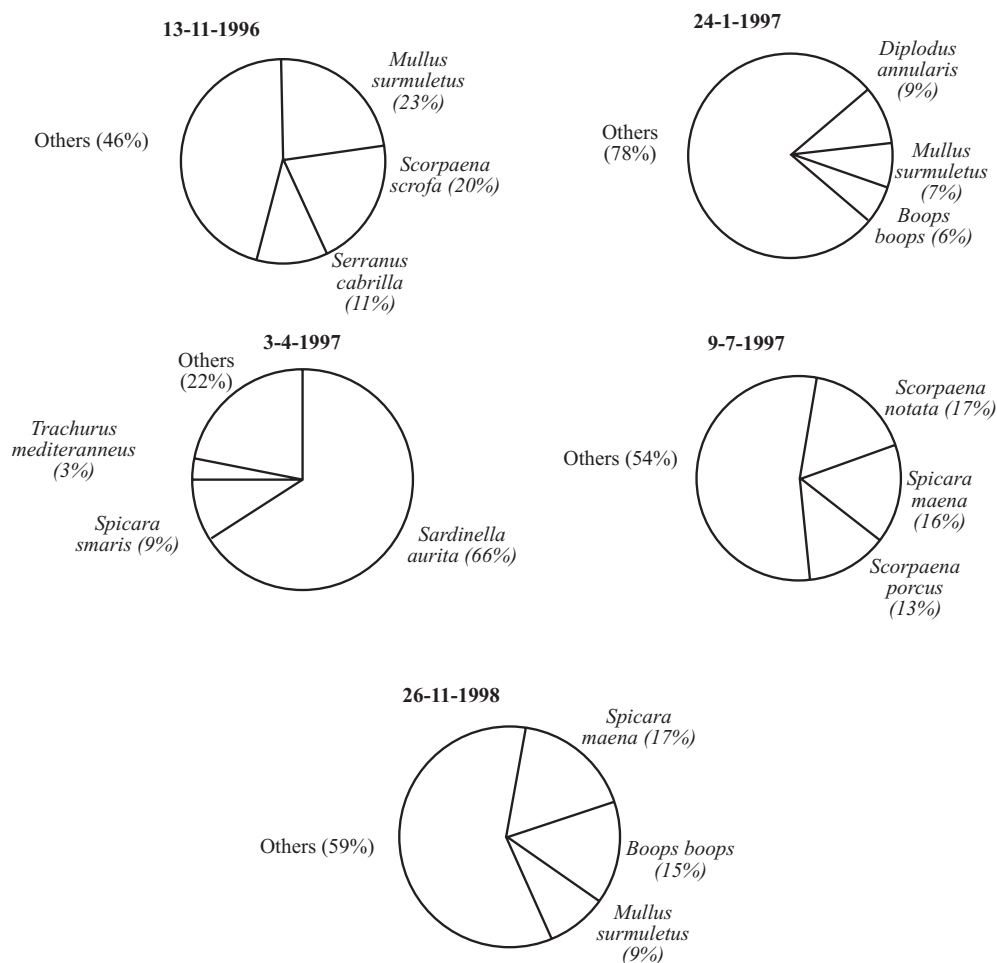 13-11-1996
Mullus
surmuletus
(23%)
Others (46%)
Scorpaena
scrofa (20%)
Serranus
cabrilla
(11%)
24-1-1997
Diplodus
annularis
(9%)
Others
(78%)
Mullus
surmuletus
(7%)
Boops
boops (6%)
3-4-1997
Others
(22%)
Trachurus
mediteranneus
(3%)
Spicara
smaris (9%)
Sardinella
aurita (66%)
9-7-1997
Scorpaena
notata (17%)
Others (54%)
Spicara
maena
(16%)
Scorpaena
porcus
(13%)
26-11-1998
Spicara
maena (17%)
Others (59%)
Boops boops
(15%)
Mullus
surmuletus
(9%)